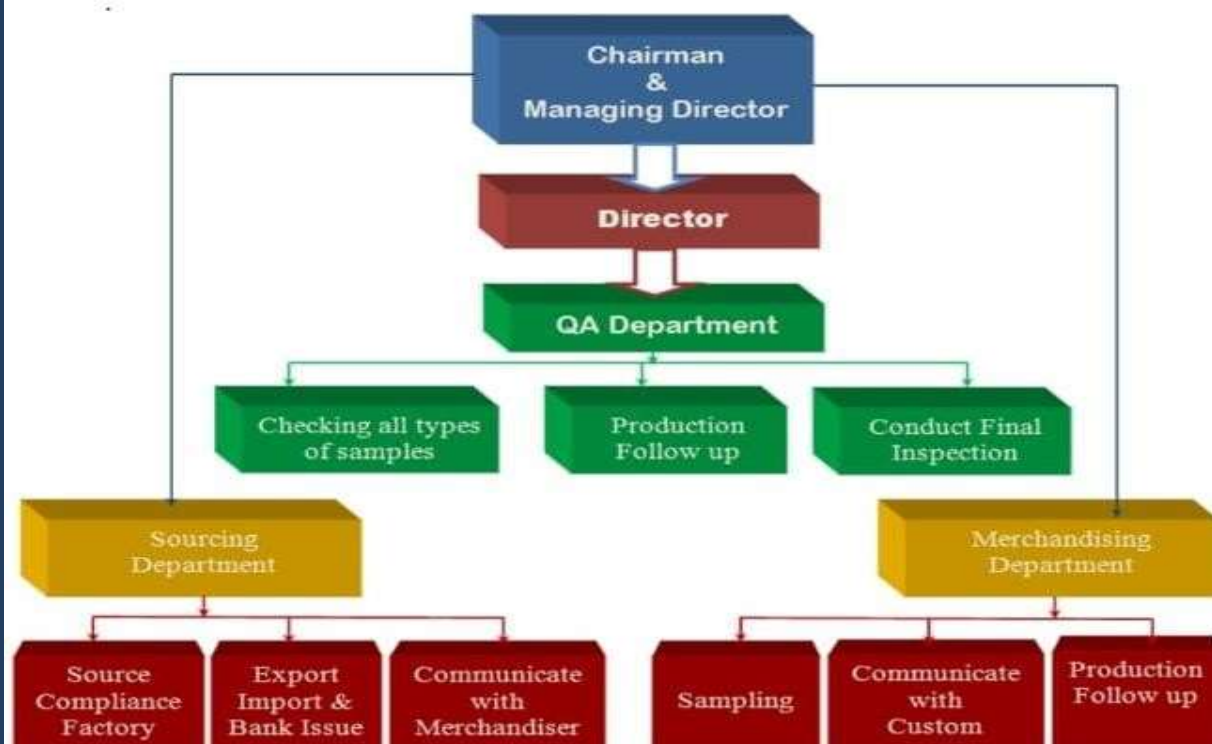 Chairman
&
Managing Director
Director
QA Department
Checking all types
of samples
Production
Follow up
Conduct Final
Inspection
Sourcing
Department
Merchandising
Department
Source
Compliance
Factory
Export
Import &
Bank Issue
Communicate
with
Merchandiser
Sampling
Communicate
with
Custom
Production
Follow up